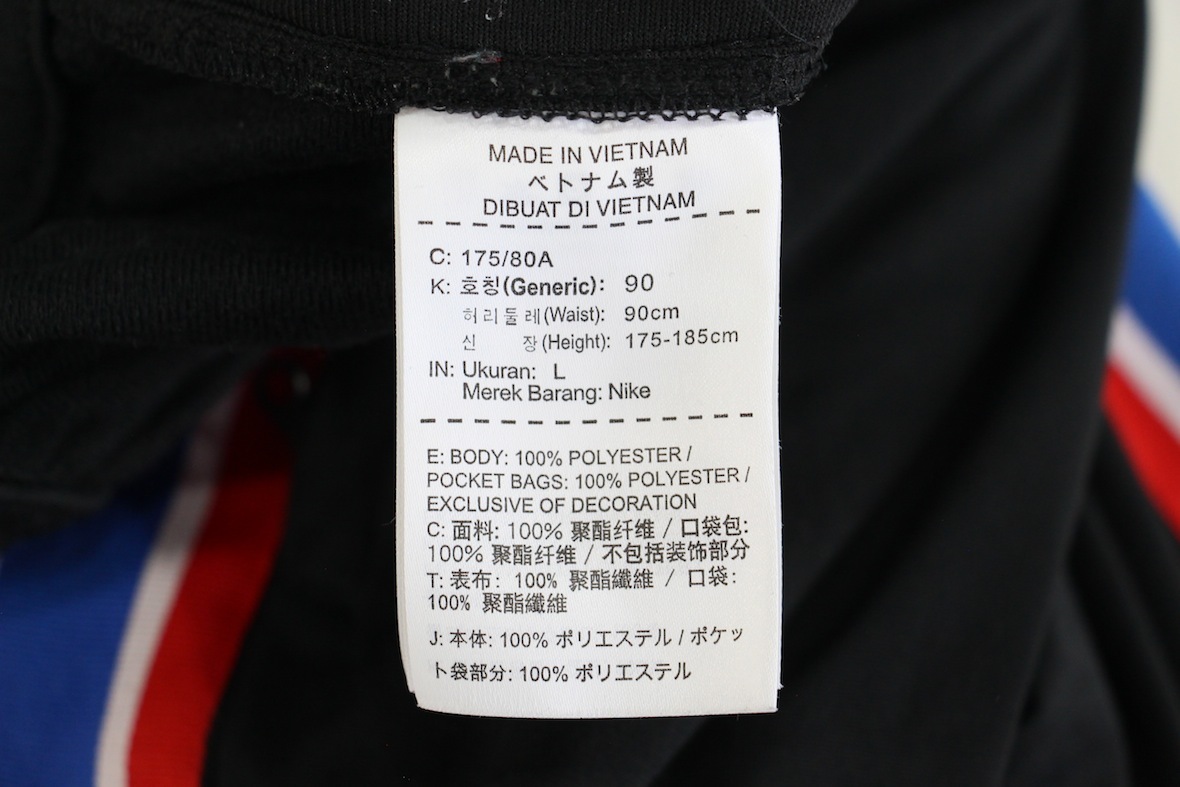 MADE IN VIETNAM
ベトナム製
DIBUAT DI VIETNAM
C: 175/80A
K: 호칭(Generic): 90
허리둘레(Waist): 90cm
신 장(Height): 175-185cm
IN: Ukuran: L
Merek Barang: Nike
E: BODY: 100% POLYESTER /
POCKET BAGS: 100% POLYESTER /
EXCLUSIVE OF DECORATION
C: 面料: 100% 聚酯纤维 / 口袋包:
100% 聚酯纤维 / 不包括装饰部分
T: 表布: 100% 聚酯纖維 / 口袋:
100% 聚酯纖維
J: 本体: 100% ポリエステル / ポケッ
ト袋部分: 100% ポリエステル